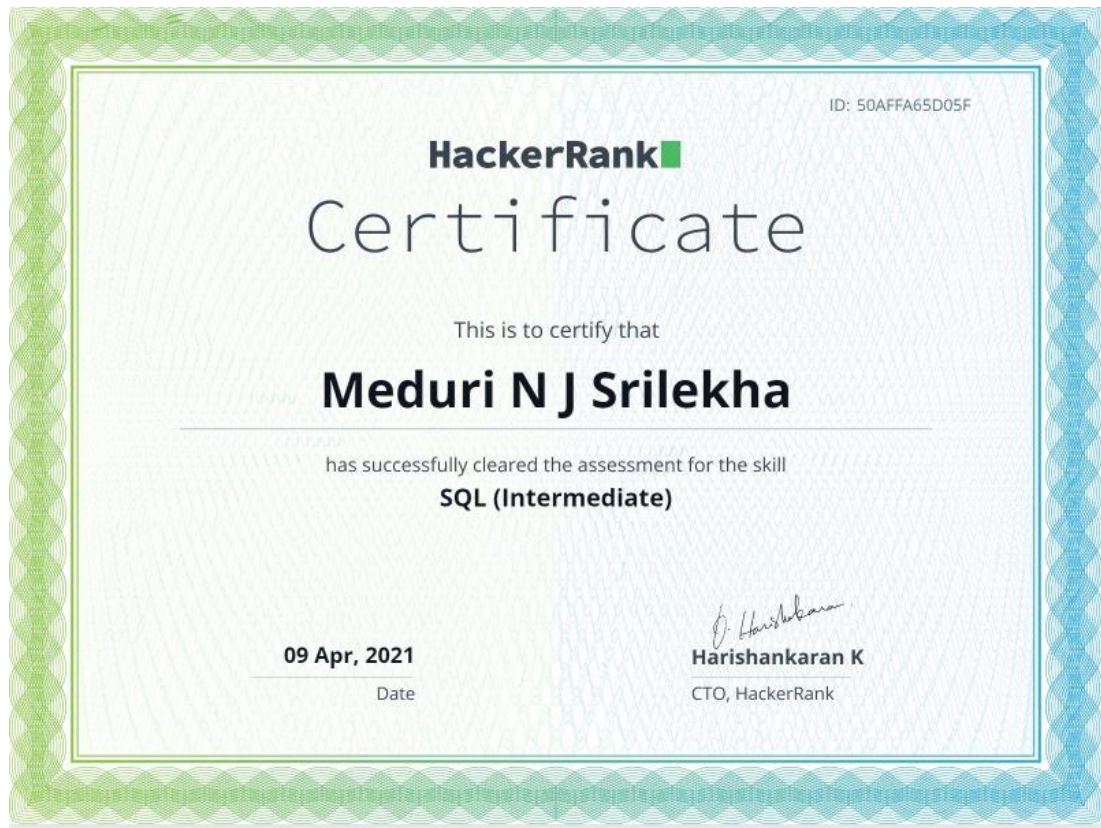 ID: 50AFFA65D05F
HackerRank
Certificate
This is to certify that
Meduri N J Srilekha
has successfully cleared the assessment for the skill
SQL (Intermediate)
09 Apr, 2021
Date
Harishankaran K
CTO, HackerRank